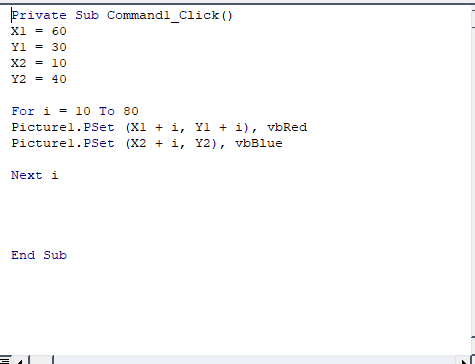 Private Sub Command1_Click()
X1 = 60
Y1 = 30
X2 = 10
Y2 = 40
For i = 10 To 80
Picture1.PSet (X1 + i, Y1 + i), vbRed
Picture1.PSet (X2 + i, Y2), vbBlue
Next i
End Sub